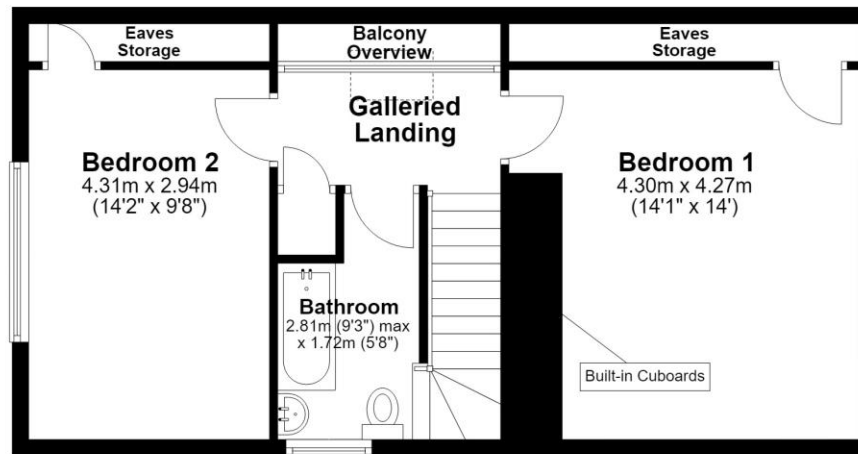 Eaves
Storage
Balcony
Overview
Eaves
Storage
Galleried
Landing
Bedroom 2
4.31m x 2.94m
(14'2" x 9'8")
Bedroom 1
4.30m x 4.27m
(14'1" x 14')
Bathroom
2.81m (9'3") max
x 1.72m (5'8")
Built-in Cuboards